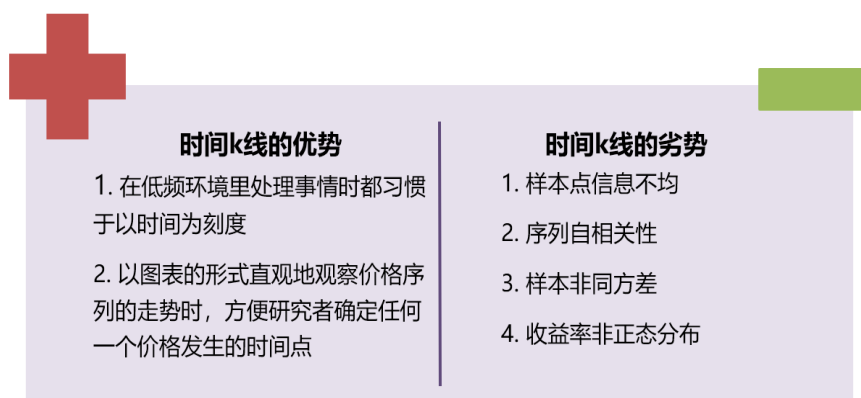 时间k线的优势
1. 在低频环境里处理事情时都习惯
于以时间为刻度
2. 以图表的形式直观地观察价格序
列的走势时，方便研究者确定任何
一个价格发生的时间点
时间k线的劣势
1. 样本点信息不均
2. 序列自相关性
3. 样本非同方差
4. 收益率非正态分布